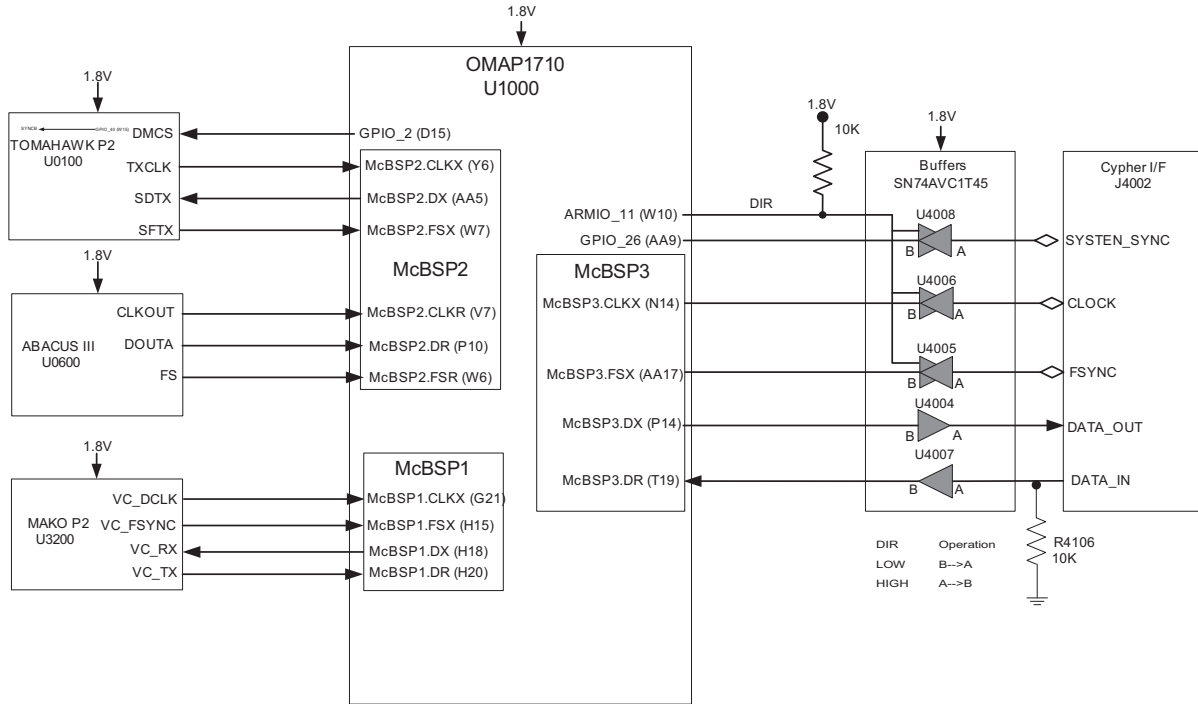 1.8V
OMAP1710
U1000
1.8V
SYNCB GPIO_40 (W16)
TOMAHAWK P2
U0100
DMCS
TXCLK
SDTX
SFTX
GPIO_2 (D15)
McBSP2.CLKX (Y6)
McBSP2.DX (AA5)
McBSP2.FSX (W7)
McBSP2
McBSP2.CLKR (V7)
McBSP2.DR (P10)
McBSP2.FSR (W6)
1.8V
ABACUS III
U0600
CLKOUT
DOUTA
FS
1.8V
MAKO P2
U3200
VC_DCLK
VC_FSYNC
VC_RX
VC_TX
McBSP1
McBSP1.CLKX (G21)
McBSP1.FSX (H15)
McBSP1.DX (H18)
McBSP1.DR (H20)
ARMIO_11 (W10)
GPIO_26 (AA9)
McBSP3
McBSP3.CLKX (N14)
McBSP3.FSX (AA17)
McBSP3.DX (P14)
McBSP3.DR (T19)
1.8V
10K
DIR
1.8V
Buffers
SN74AVC1T45
U4008
B A
U4006
B A
U4005
B A
U4004
B A
U4007
B A
Cypher I/F
J4002
SYSTEN_SYNC
CLOCK
FSYNC
DATA_OUT
DATA_IN
R4106
10K
DIR Operation
LOW B-->A
HIGH A-->B